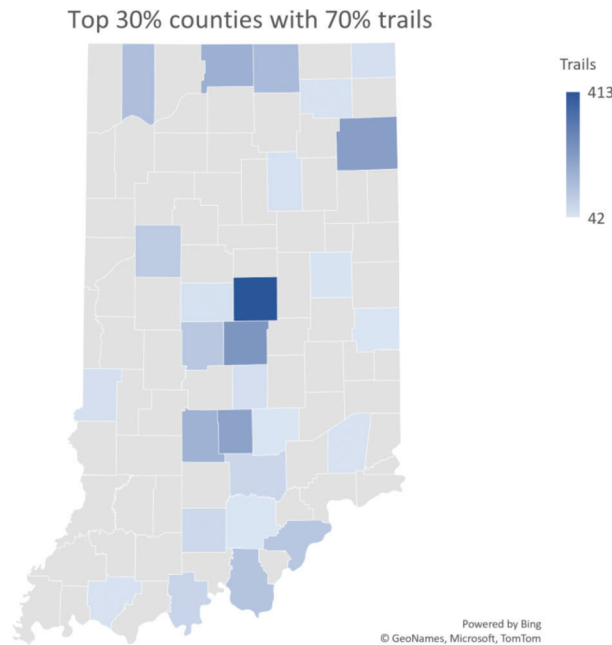 Top 30% counties with 70% trails
Trails
413
42
Powered by Bing
© GeoNames, Microsoft, TomTom